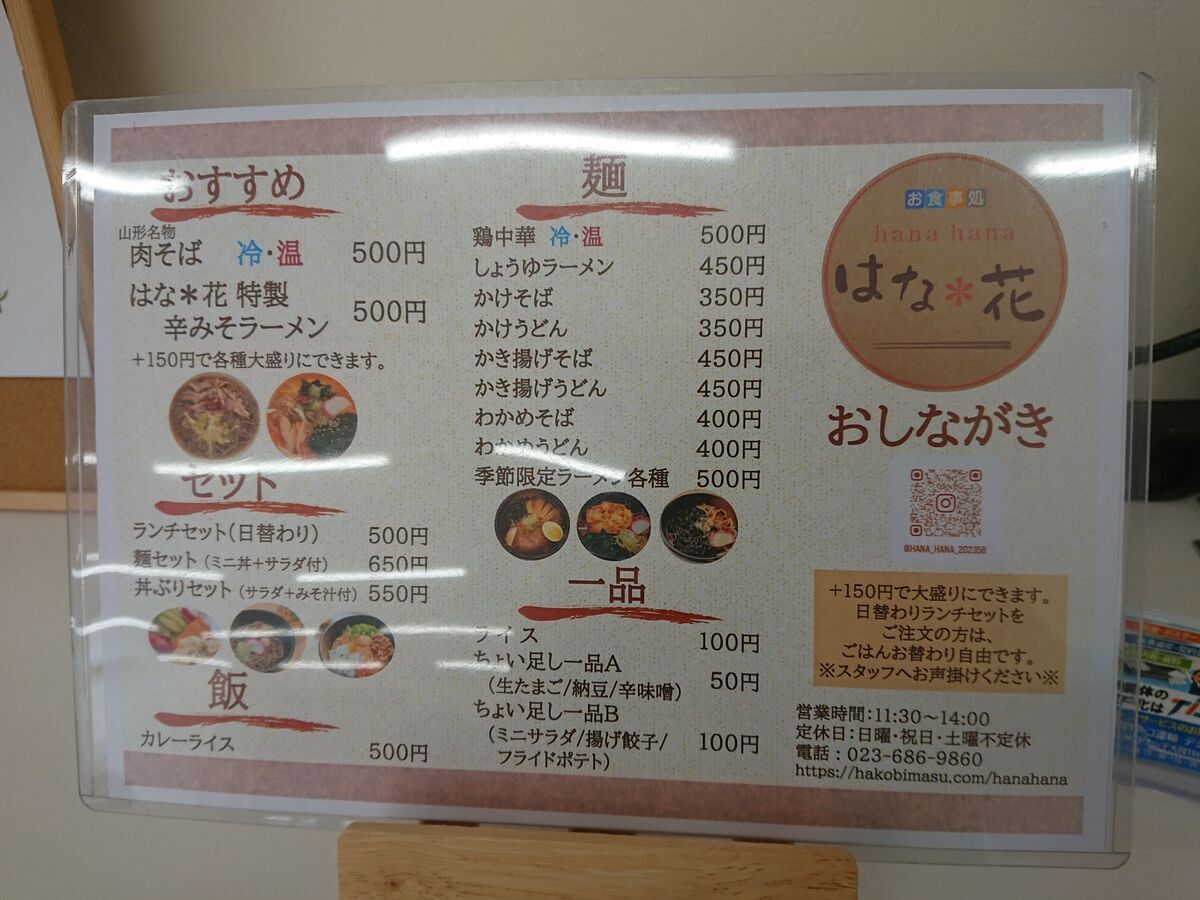 おすすめ
山形名物
肉そば 冷・温 500円
はな＊花 特製
辛みそラーメン 500円
＋150円で各種大盛りにできます。
セット
ランチセット（日替わり） 500円
麺セット（ミニ丼＋サラダ付） 650円
丼ぶりセット（サラダ＋みそ汁付） 550円
飯
カレーライス 500円
麺
鶏中華 冷・温 500円
しょうゆラーメン 450円
かけそば 350円
かけうどん 350円
かき揚げそば 450円
かき揚げうどん 450円
わかめそば 400円
わかめうどん 400円
季節限定ラーメン各種 500円
一品
ライス 100円
ちょい足し一品A
（生たまご/納豆/辛味噌） 50円
ちょい足し一品B
（ミニサラダ/揚げ餃子/
フライドポテト） 100円
お食事処
hana hana
はな＊花
おしながき
@HANA_HANA_202358
＋150円で大盛りにできます。
日替わりランチセットを
ご注文の方は、
ごはんお替わり自由です。
※スタッフへお声掛けください※
営業時間：11:30～14:00
定休日：日曜・祝日・土曜不定休
電話：023-686-9860
https://hakobimasu.com/hanahana